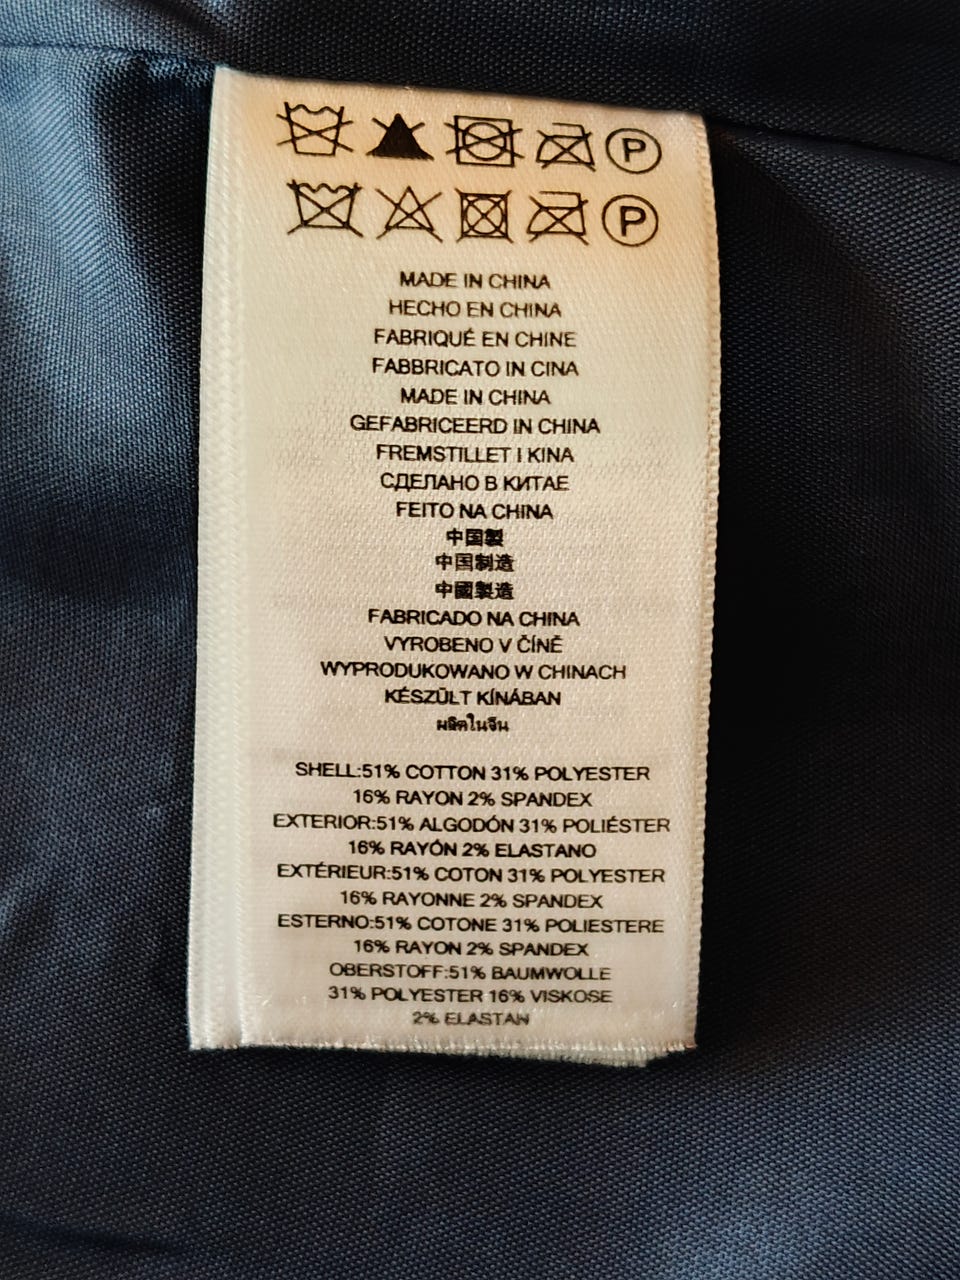 P
P
MADE IN CHINA
HECHO EN CHINA
FABRIQUÉ EN CHINE
FABBRICATO IN CINA
MADE IN CHINA
GEFABRICEERD IN CHINA
FREMSTILLET I KINA
СДЕЛАНО В КИТАЕ
FEITO NA CHINA
中国製
中国制造
中國製造
FABRICADO NA CHINA
VYROBENO V ČÍNĚ
WYPRODUKOWANO W CHINACH
KÉSZÜLT KÍNÁBAN
ผลิตในจีน
SHELL:51% COTTON 31% POLYESTER
16% RAYON 2% SPANDEX
EXTERIOR:51% ALGODÓN 31% POLIÉSTER
16% RAYÓN 2% ELASTANO
EXTÉRIEUR:51% COTON 31% POLYESTER
16% RAYONNE 2% SPANDEX
ESTERNO:51% COTONE 31% POLIESTERE
16% RAYON 2% SPANDEX
OBERSTOFF:51% BAUMWOLLE
31% POLYESTER 16% VISKOSE
2% ELASTAN